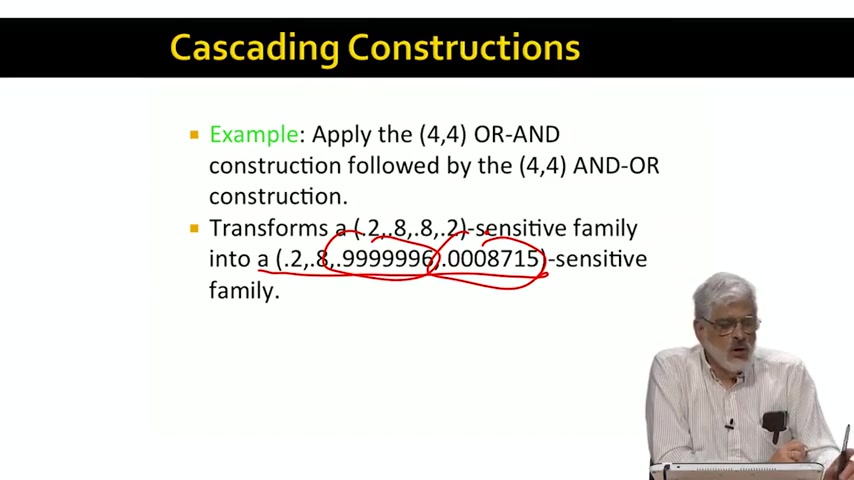 Cascading Constructions
Example: Apply the (4,4) OR-AND
construction followed by the (4,4) AND-OR
construction.
Transforms a (.2,.8,.8,.2)-sensitive family
into a (.2,.8,.9999996,.0008715)-sensitive
family.